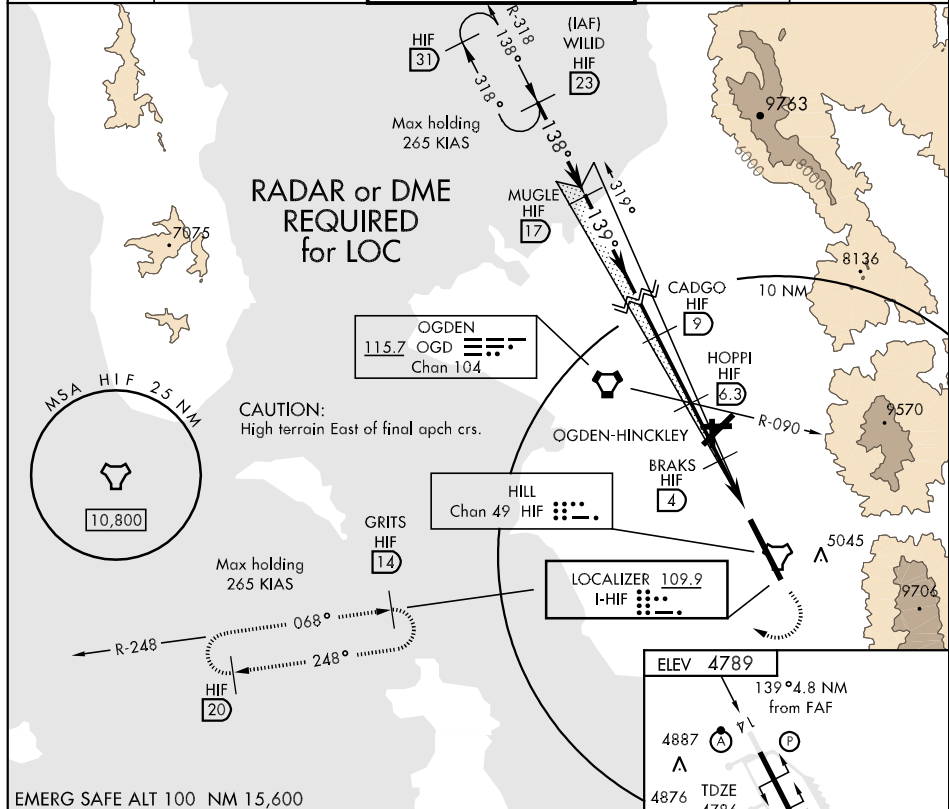 R-318
138°
318°
HIF
31
(IAF)
WILID
HIF
23
Max holding
265 KIAS
138°
9763
6000
8000
RADAR or DME
REQUIRED
for LOC
MUGLE
HIF
17
319°
139°
7075
8136
10 NM
CADGO
HIF
9
OGDEN
115.7 OGD
Chan 104
HOPPI
HIF
6.3
R-090
9570
MSA HIF 25 NM
10,800
CAUTION:
High terrain East of final apch crs.
OGDEN-HINCKLEY
BRAKS
HIF
4
HILL
Chan 49 HIF
5045
GRITS
HIF
14
Max holding
265 KIAS
LOCALIZER 109.9
I-HIF
9706
068°
R-248
248°
HIF
20
ELEV 4789
139° 4.8 NM
from FAF
14
4887
A
P
4876
TDZE
EMERG SAFE ALT 100 NM 15,600